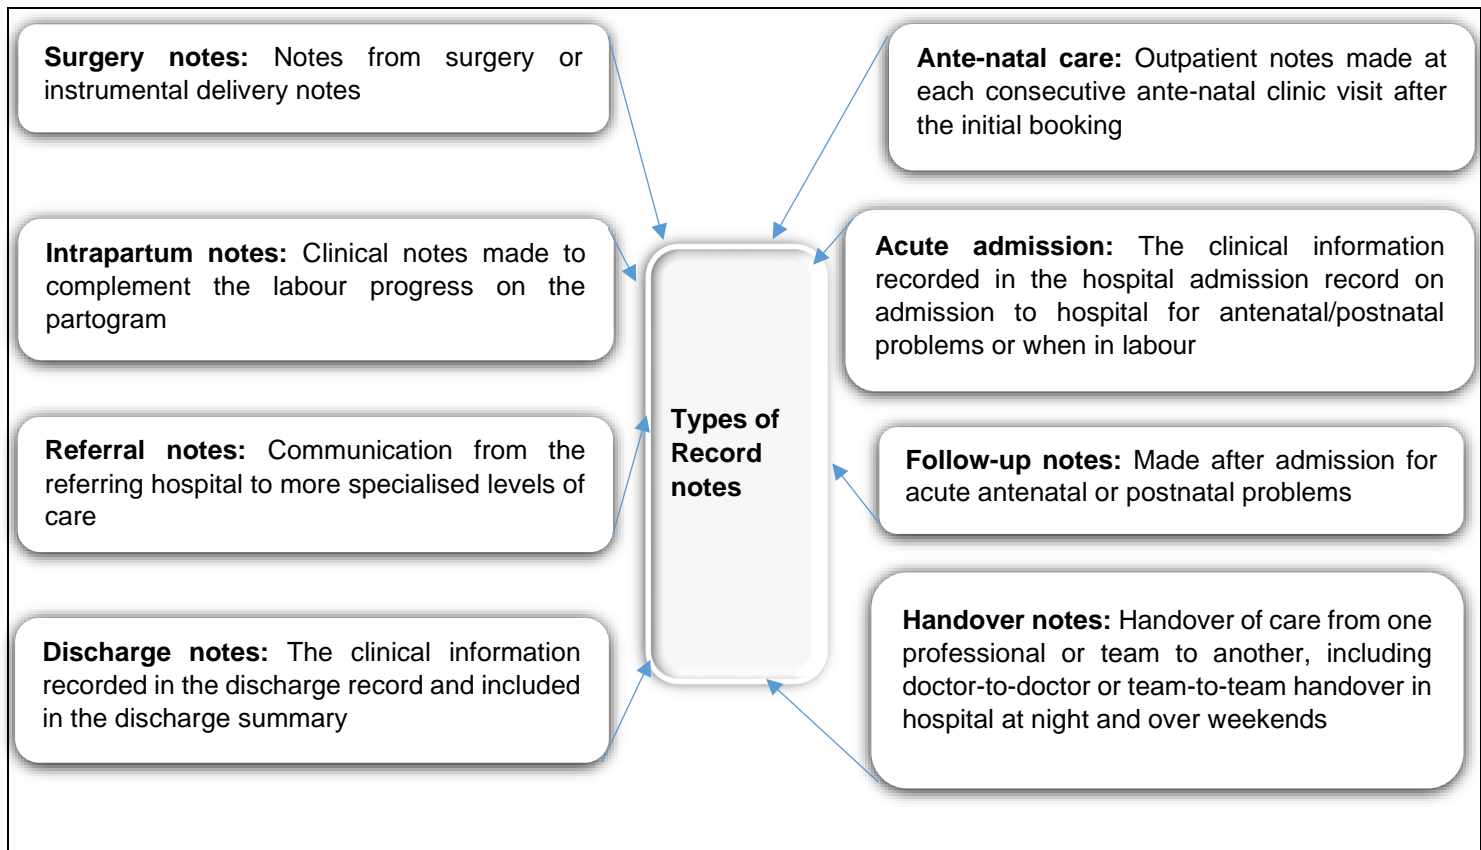 Surgery notes: Notes from surgery or
instrumental delivery notes
Intrapartum notes: Clinical notes made to
complement the labour progress on the
partogram
Referral notes: Communication from the
referring hospital to more specialised levels of
care
Discharge notes: The clinical information
recorded in the discharge record and included
in the discharge summary
Types of
Record
notes
Ante-natal care: Outpatient notes made at
each consecutive ante-natal clinic visit after
the initial booking
Acute admission: The clinical information
recorded in the hospital admission record on
admission to hospital for antenatal/postnatal
problems or when in labour
Follow-up notes: Made after admission for
acute antenatal or postnatal problems
Handover notes: Handover of care from one
professional or team to another, including
doctor-to-doctor or team-to-team handover in
hospital at night and over weekends